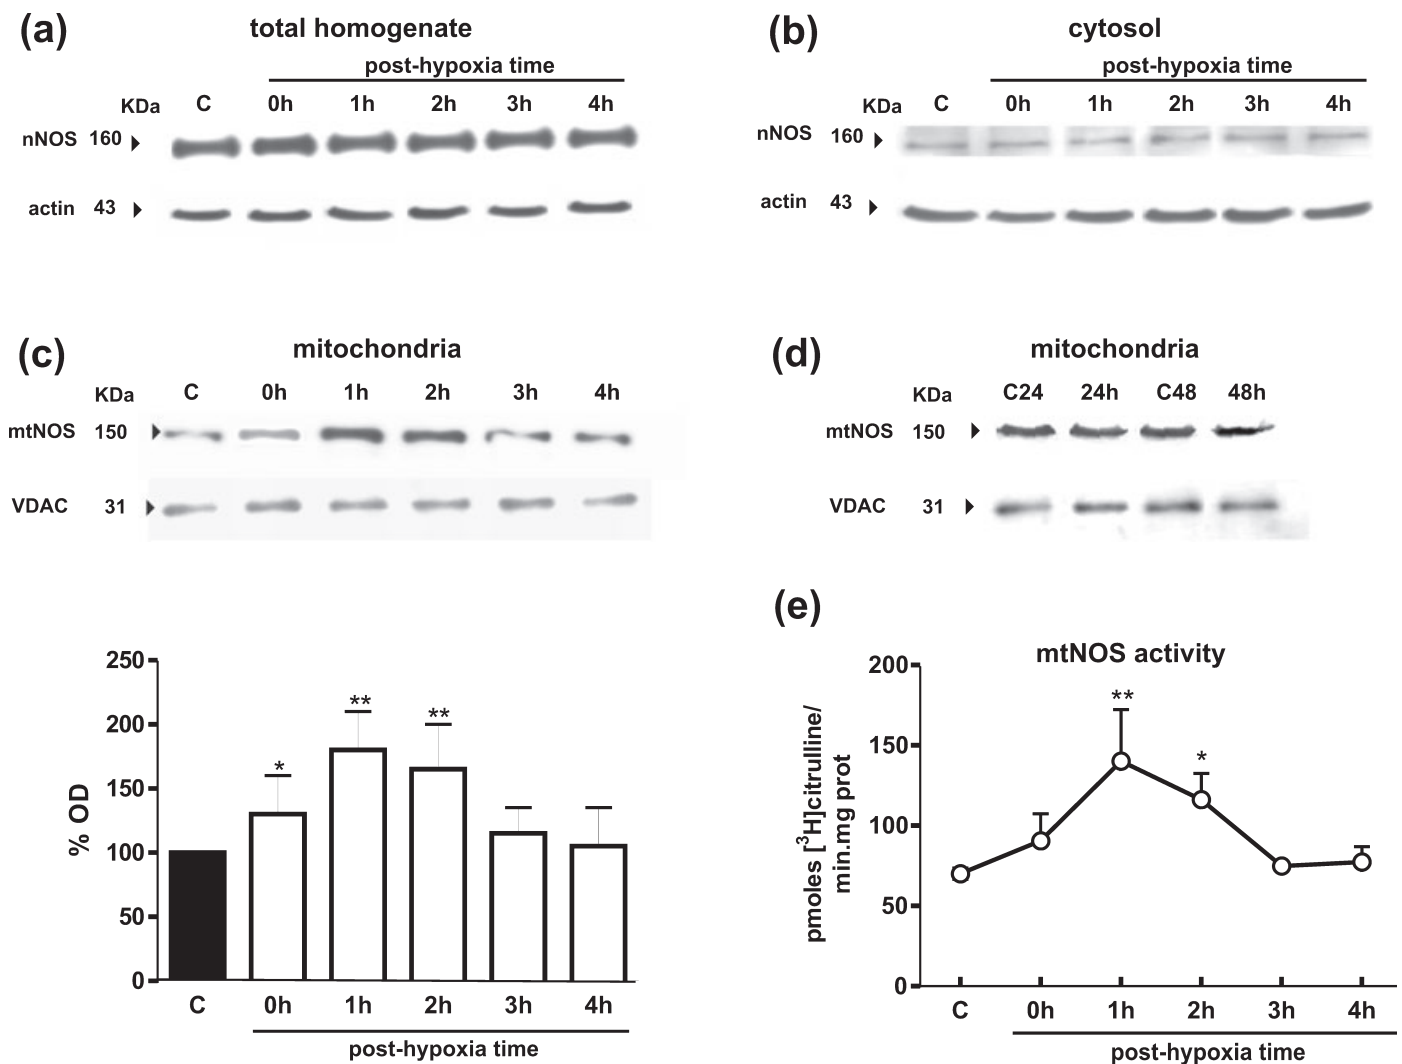 (a) total homogenate
post-hypoxia time
KDa C 0h 1h 2h 3h 4h
nNOS 160
actin 43
(b) cytosol
post-hypoxia time
KDa C 0h 1h 2h 3h 4h
nNOS 160
actin 43
(c) mitochondria
KDa C 0h 1h 2h 3h 4h
mtNOS 150
VDAC 31
250
200
150
100
50
0
% OD
* ** **
C 0h 1h 2h 3h 4h
post-hypoxia time
(d) mitochondria
KDa C24 24h C48 48h
mtNOS 150
VDAC 31
(e)
mtNOS activity
200
150
100
50
0
pmoles [³H]citrulline/
min.mg prot
** *
C 0h 1h 2h 3h 4h
post-hypoxia time